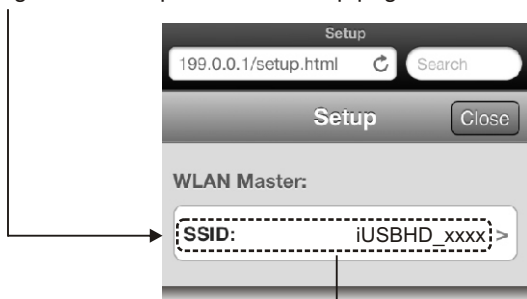 Setup
199.0.0.1/setup.html Search
Setup Close
WLAN Master:
SSID: iUSBHD_xxxx >